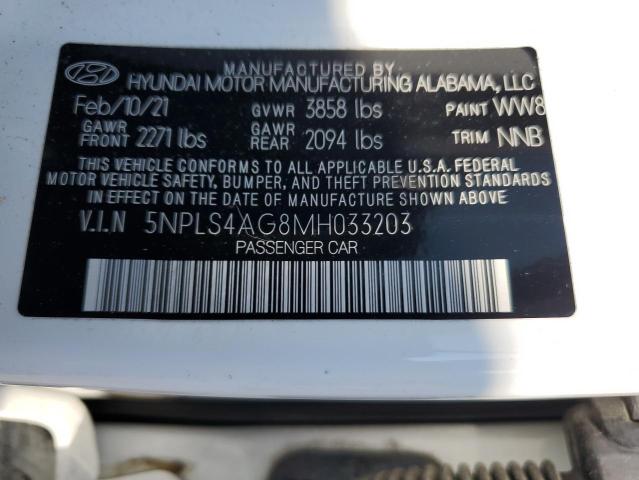 MANUFACTURED BY
HYUNDAI MOTOR MANUFACTURING ALABAMA, LLC
Feb/10/21 GVWR 3858 lbs PAINT WW8
GAWR FRONT 2271 lbs GAWR REAR 2094 lbs TRIM NNB
THIS VEHICLE CONFORMS TO ALL APPLICABLE U.S.A. FEDERAL
MOTOR VEHICLE SAFETY, BUMPER, AND THEFT PREVENTION STANDARDS
IN EFFECT ON THE DATE OF MANUFACTURE SHOWN ABOVE
V.I.N 5NPLS4AG8MH033203
PASSENGER CAR